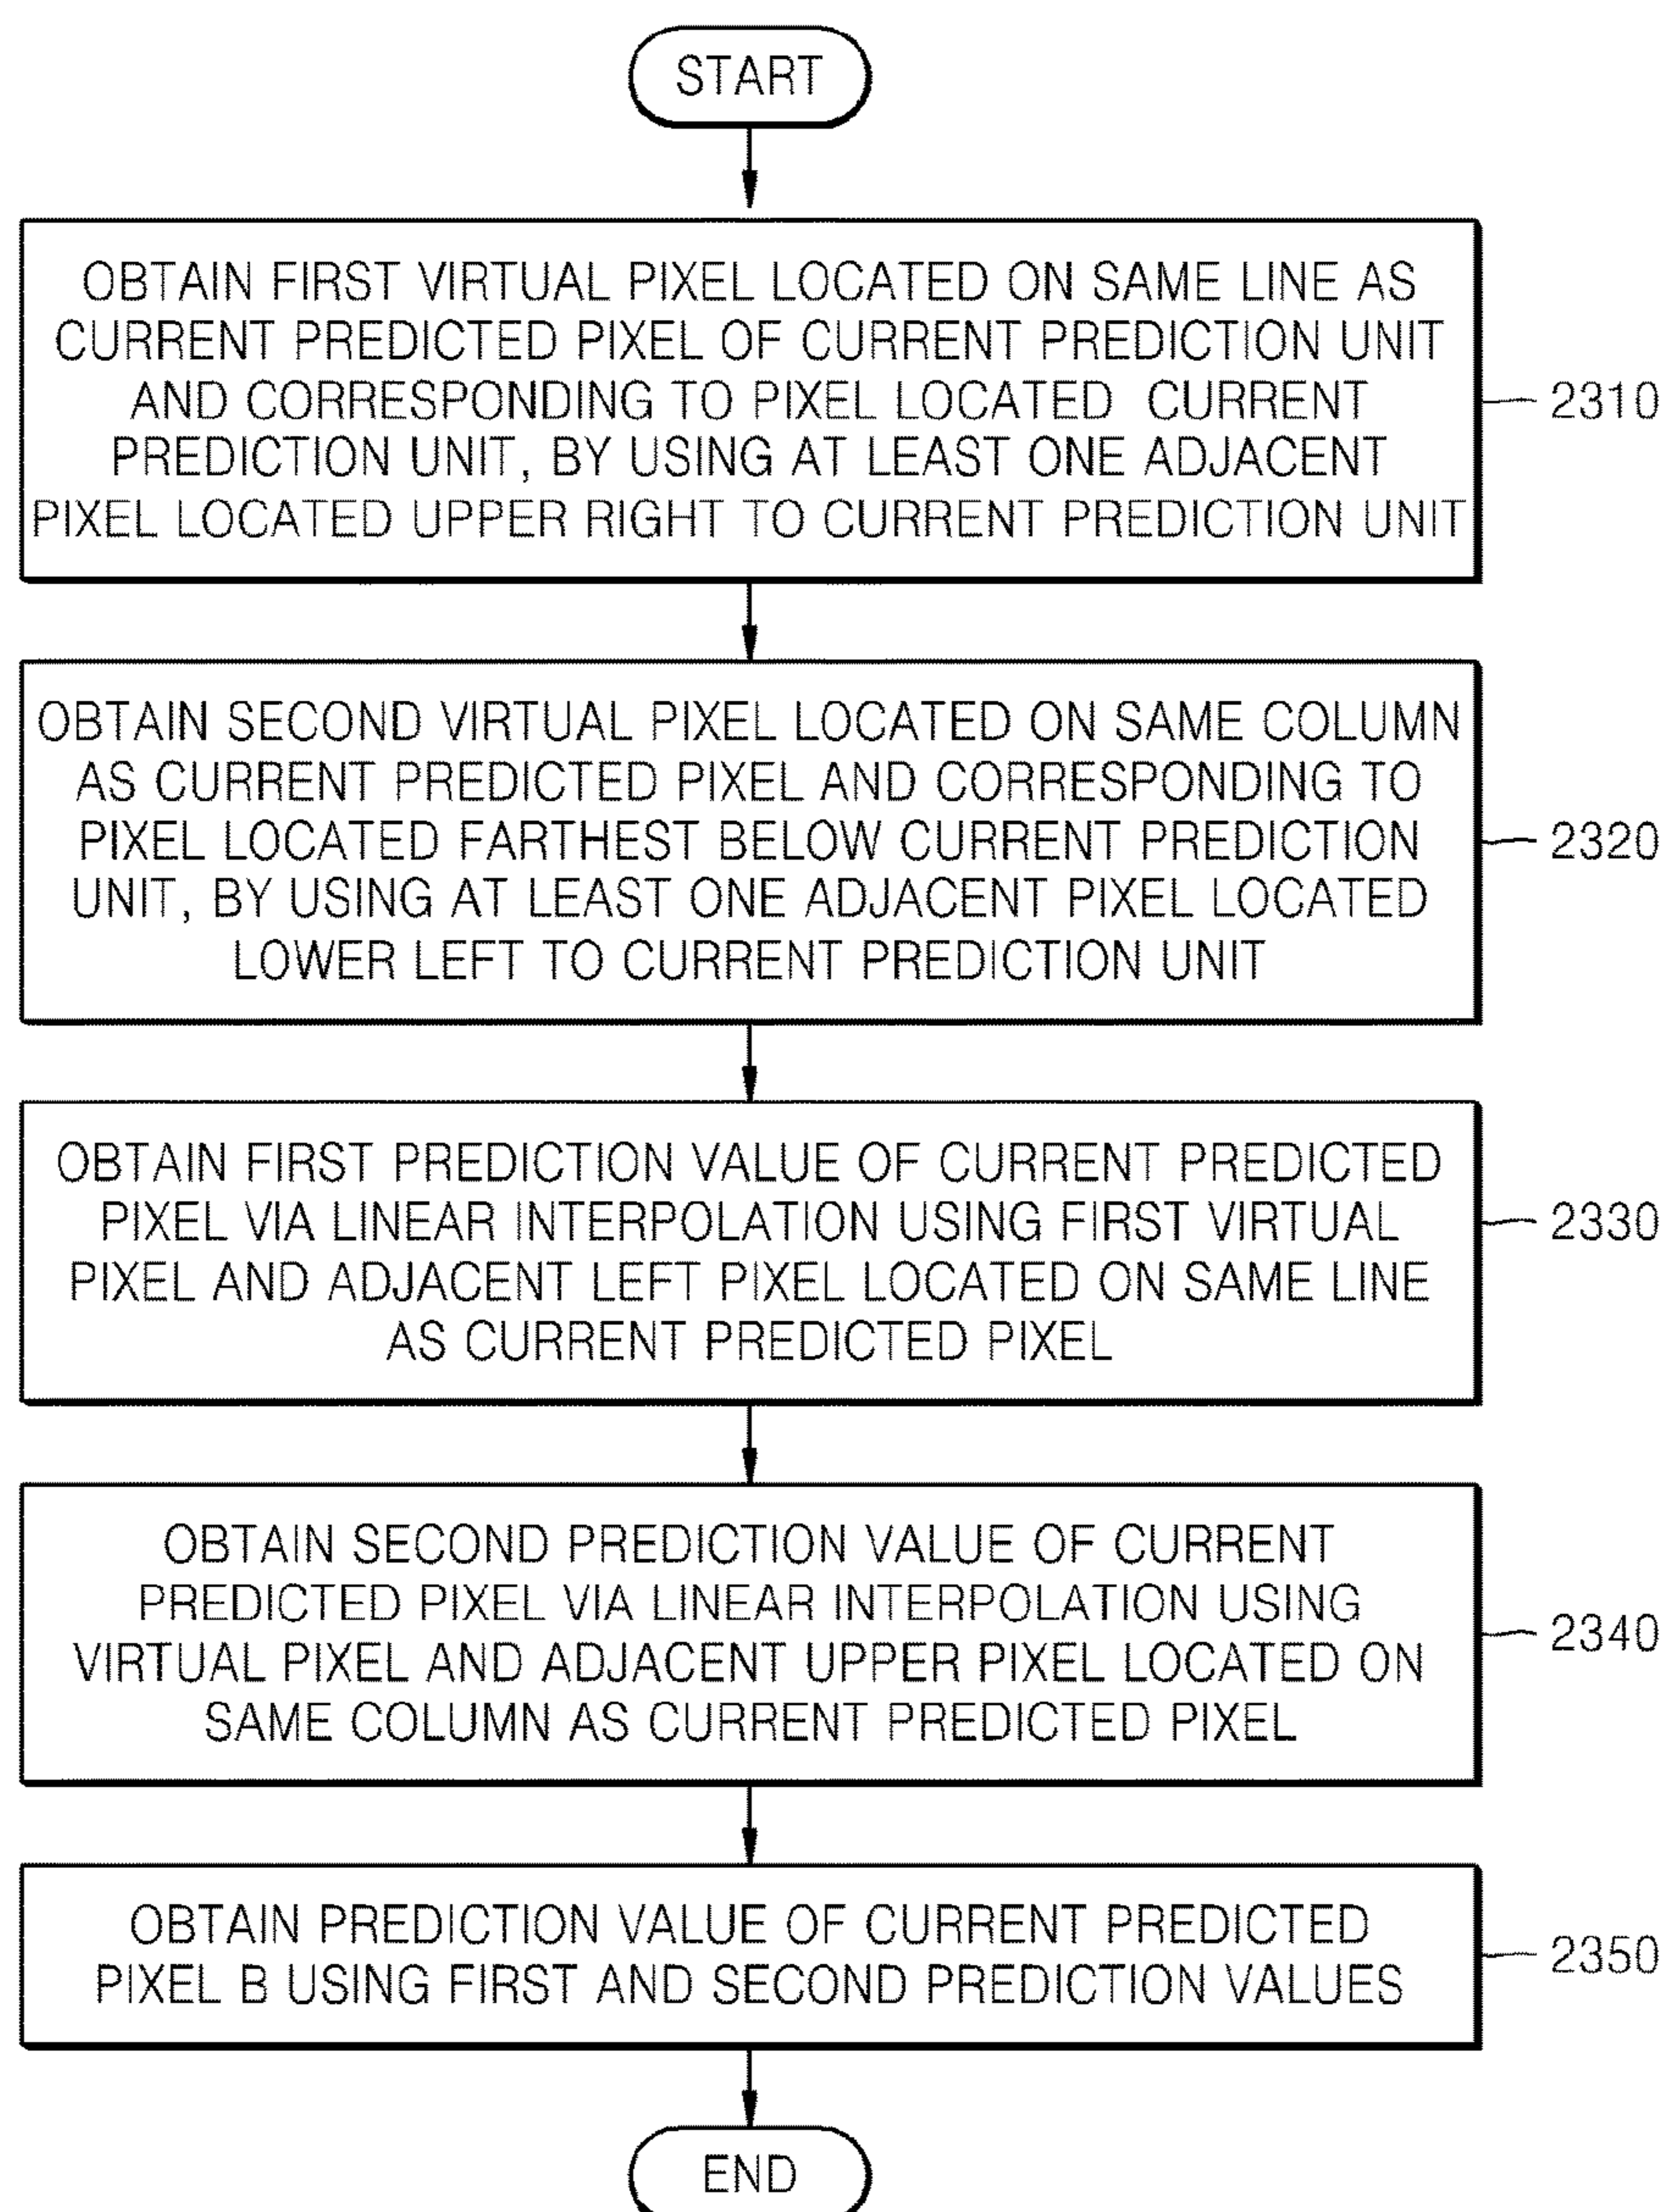 START
OBTAIN FIRST VIRTUAL PIXEL LOCATED ON SAME LINE AS
CURRENT PREDICTED PIXEL OF CURRENT PREDICTION UNIT
AND CORRESPONDING TO PIXEL LOCATED CURRENT
PREDICTION UNIT, BY USING AT LEAST ONE ADJACENT
PIXEL LOCATED UPPER RIGHT TO CURRENT PREDICTION UNIT
2310
OBTAIN SECOND VIRTUAL PIXEL LOCATED ON SAME COLUMN
AS CURRENT PREDICTED PIXEL AND CORRESPONDING TO
PIXEL LOCATED FARTHEST BELOW CURRENT PREDICTION
UNIT, BY USING AT LEAST ONE ADJACENT PIXEL LOCATED
LOWER LEFT TO CURRENT PREDICTION UNIT
2320
OBTAIN FIRST PREDICTION VALUE OF CURRENT PREDICTED
PIXEL VIA LINEAR INTERPOLATION USING FIRST VIRTUAL
PIXEL AND ADJACENT LEFT PIXEL LOCATED ON SAME LINE
AS CURRENT PREDICTED PIXEL
2330
OBTAIN SECOND PREDICTION VALUE OF CURRENT
PREDICTED PIXEL VIA LINEAR INTERPOLATION USING
VIRTUAL PIXEL AND ADJACENT UPPER PIXEL LOCATED ON
SAME COLUMN AS CURRENT PREDICTED PIXEL
2340
OBTAIN PREDICTION VALUE OF CURRENT PREDICTED
PIXEL B USING FIRST AND SECOND PREDICTION VALUES
2350
END